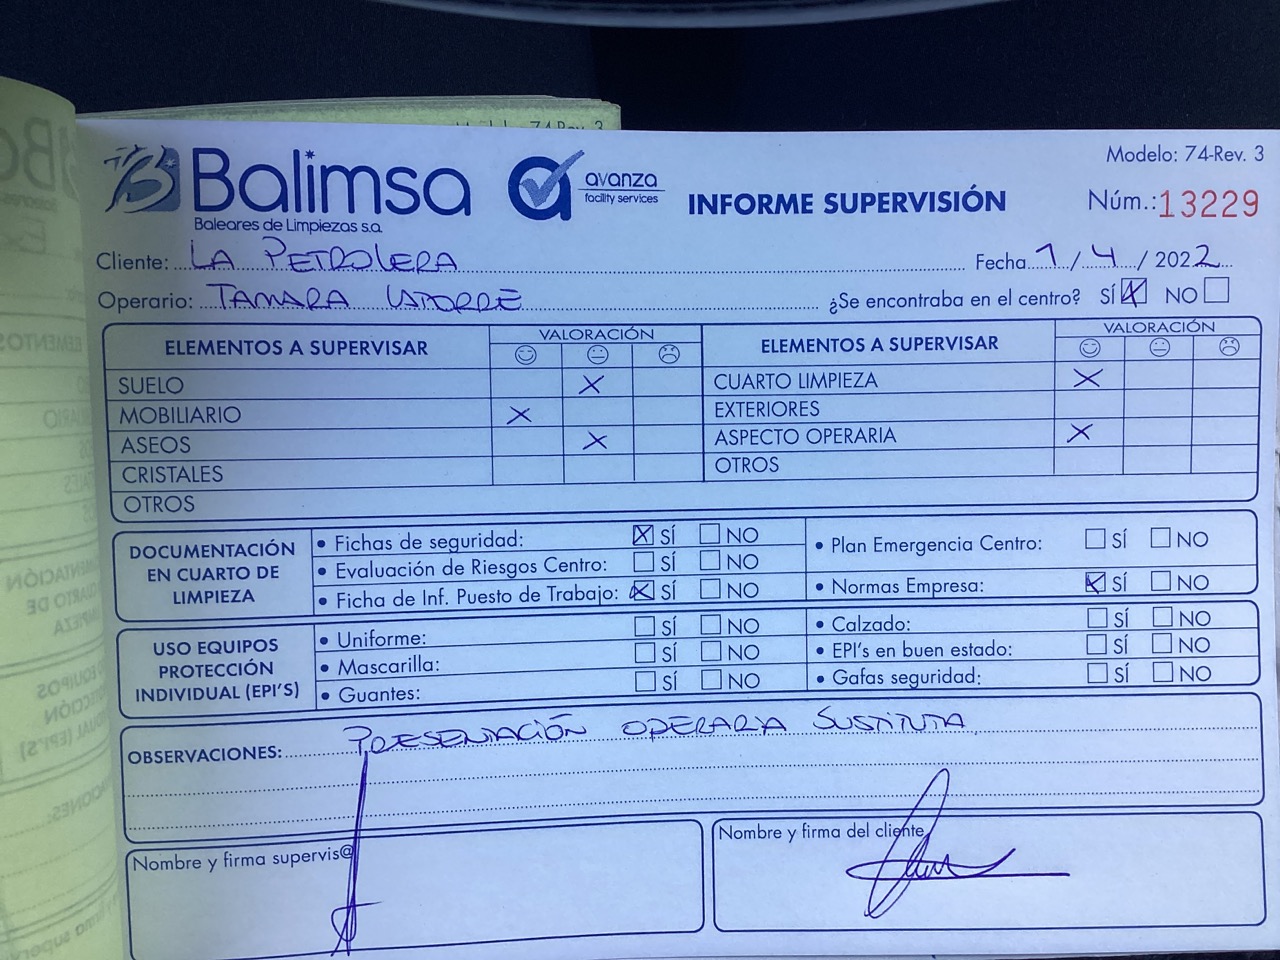 Modelo: 74-Rev. 3
Balimsa
Baleares de Limpiezas s.a.
avanza
facility services
INFORME SUPERVISIÓN
Núm.:13229
Cliente: LA PETROLERA
Fecha 1/4/2022
Operario: TAMARA LATORRE
¿Se encontraba en el centro? SÍ NO
ELEMENTOS A SUPERVISAR VALORACIÓN
ELEMENTOS A SUPERVISAR VALORACIÓN
SUELO X
CUARTO LIMPIEZA X
MOBILIARIO X
EXTERIORES
ASEOS X
ASPECTO OPERARIA X
CRISTALES
OTROS
OTROS
DOCUMENTACIÓN
EN CUARTO DE
LIMPIEZA
• Fichas de seguridad: X SÍ NO
• Evaluación de Riesgos Centro: SÍ NO
• Ficha de Inf. Puesto de Trabajo: X SÍ NO
• Plan Emergencia Centro: SÍ NO
• Normas Empresa: X SÍ NO
USO EQUIPOS
PROTECCIÓN
INDIVIDUAL (EPI'S)
• Uniforme: SÍ NO
• Mascarilla: SÍ NO
• Guantes: SÍ NO
• Calzado: SÍ NO
• EPI's en buen estado: SÍ NO
• Gafas seguridad: SÍ NO
OBSERVACIONES: PRESENTACIÓN OPERARIA SUSTITUTA
Nombre y firma supervis@
Nombre y firma del cliente